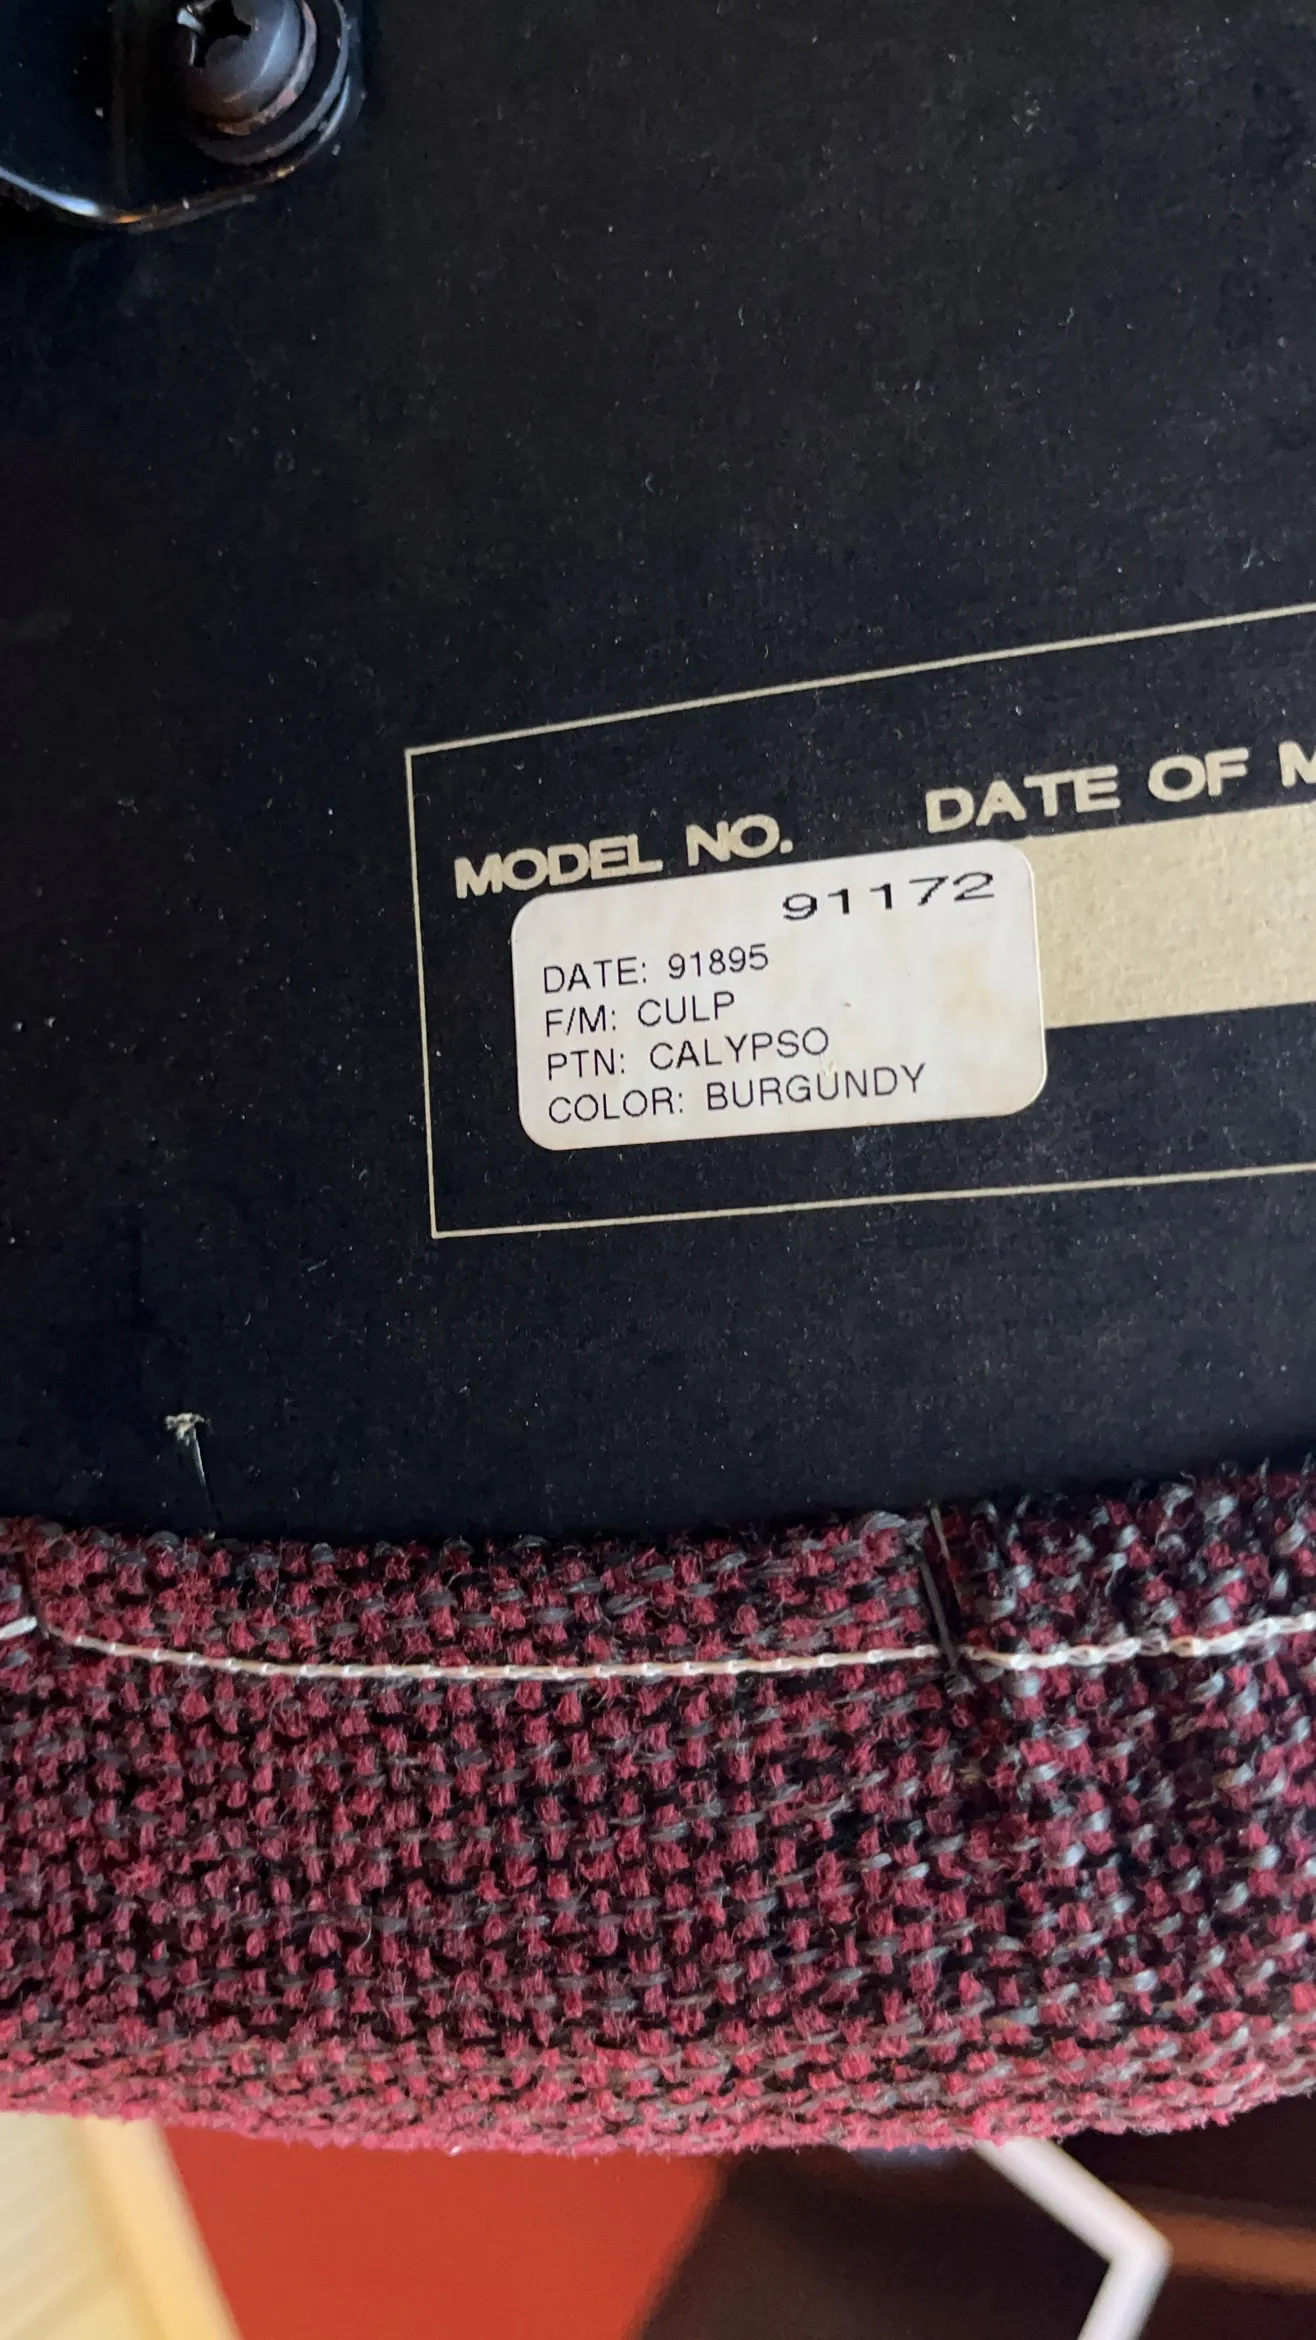 MODEL NO. DATE OF M
91172
DATE: 91895
F/M: CULP
PTN: CALYPSO
COLOR: BURGUNDY